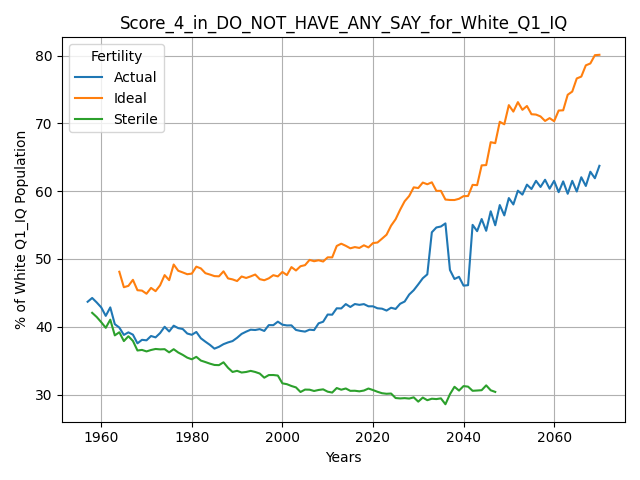 Score_4_in_DO_NOT_HAVE_ANY_SAY_for_White_Q1_IQ
Fertility
Actual
Ideal
Sterile
% of White Q1_IQ Population
80
70
60
50
40
30
1960 1980 2000 2020 2040 2060
Years